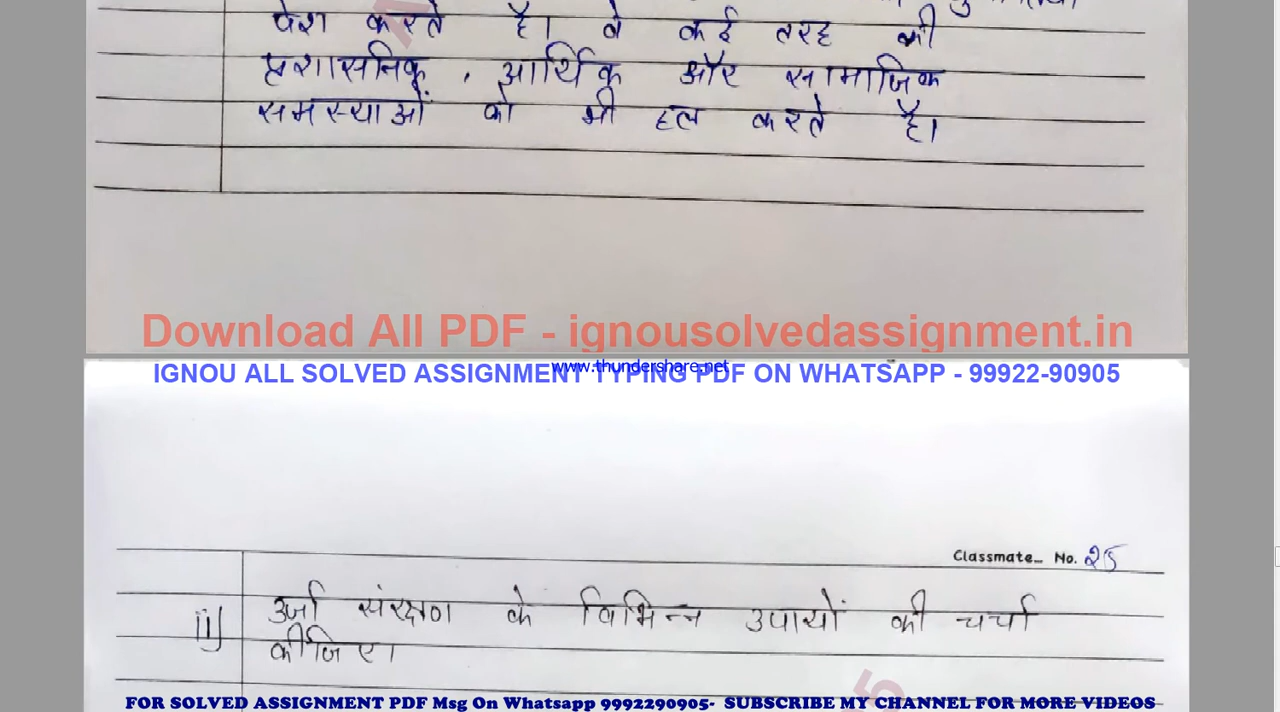 पेश करते है। वे कई तरह की
प्रशासनिक, आर्थिक और सामाजिक
समस्याओं को भी हल करते है।
Download All PDF - ignousolvedassignment.in
www.thundershare.net
IGNOU ALL SOLVED ASSIGNMENT TYPING PDF ON WHATSAPP - 99922-90905
Classmate No. 25
ii) उर्जा संरक्षण के विभिन्न उपायों की चर्चा
कीजिए।
FOR SOLVED ASSIGNMENT PDF Msg On Whatsapp 9992290905- SUBSCRIBE MY CHANNEL FOR MORE VIDEOS